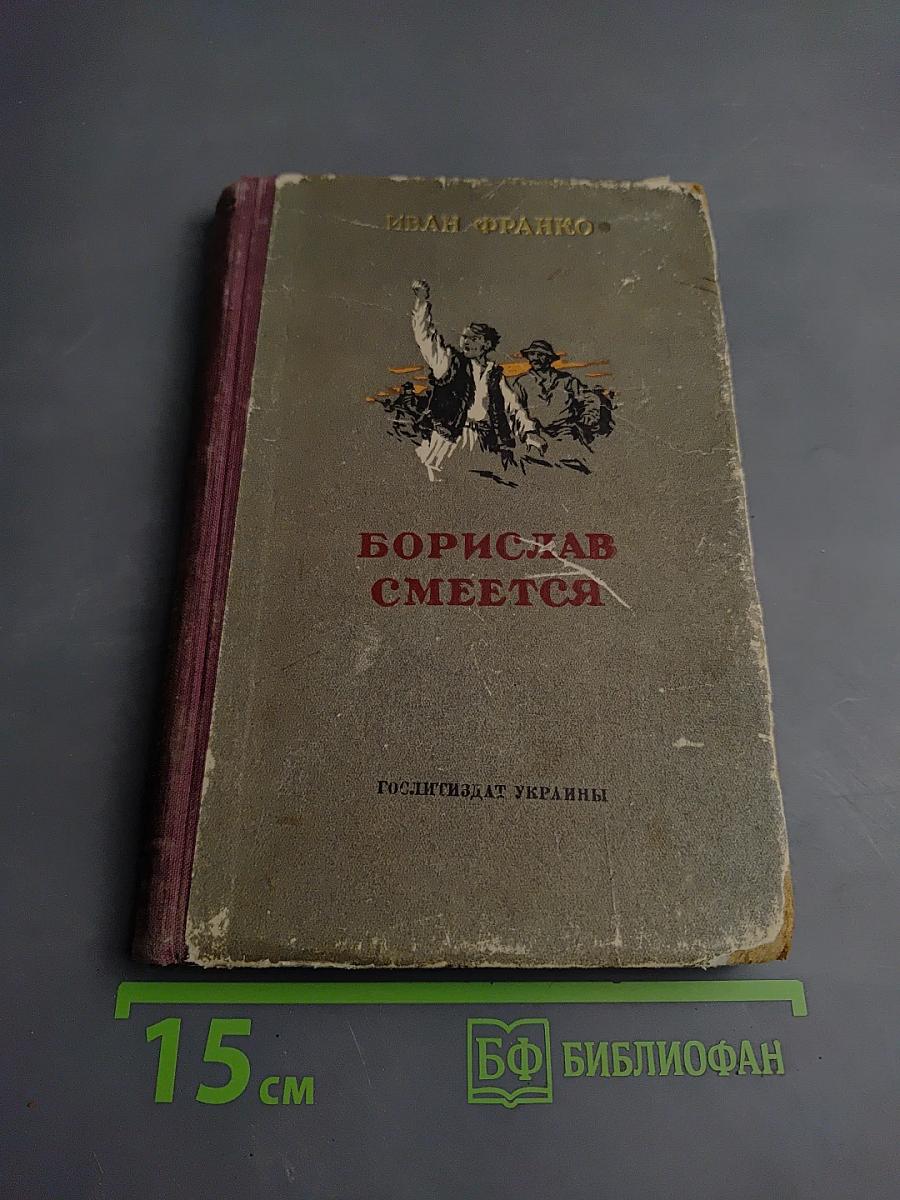 ИВАН ФРАНКО
БОРИСЛАВ
СМЕЕТСЯ
ГОСЛИТИЗДАТ УКРАИНЫ
15 СМ
БФ БИБЛИОФАН